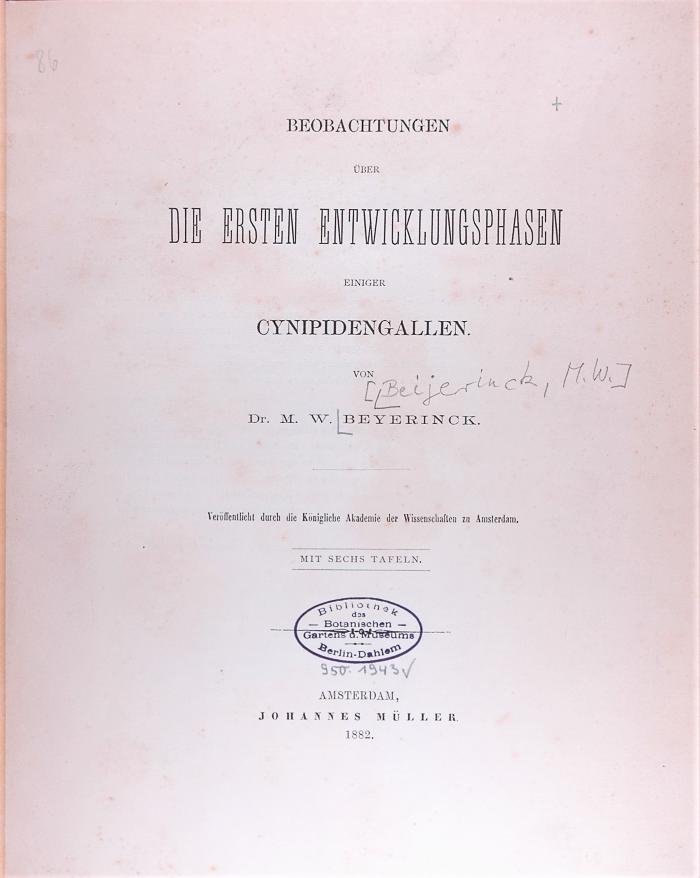 86
+
BEOBACHTUNGEN
ÜBER
DIE ERSTEN ENTWICKLUNGSPHASEN
EINIGER
CYNIPIDENGALLEN.
VON
[Beijerinck, M.W.]
Dr. M. W. BEYERINCK.
Veröffentlicht durch die Königliche Akademie der Wissenschaften zu Amsterdam.
MIT SECHS TAFELN.
Bibliothek
des
— Botanischen —
Gartens u. Museums
Berlin-Dahlem
950. 1943 ✓
AMSTERDAM,
JOHANNES MÜLLER.
1882.